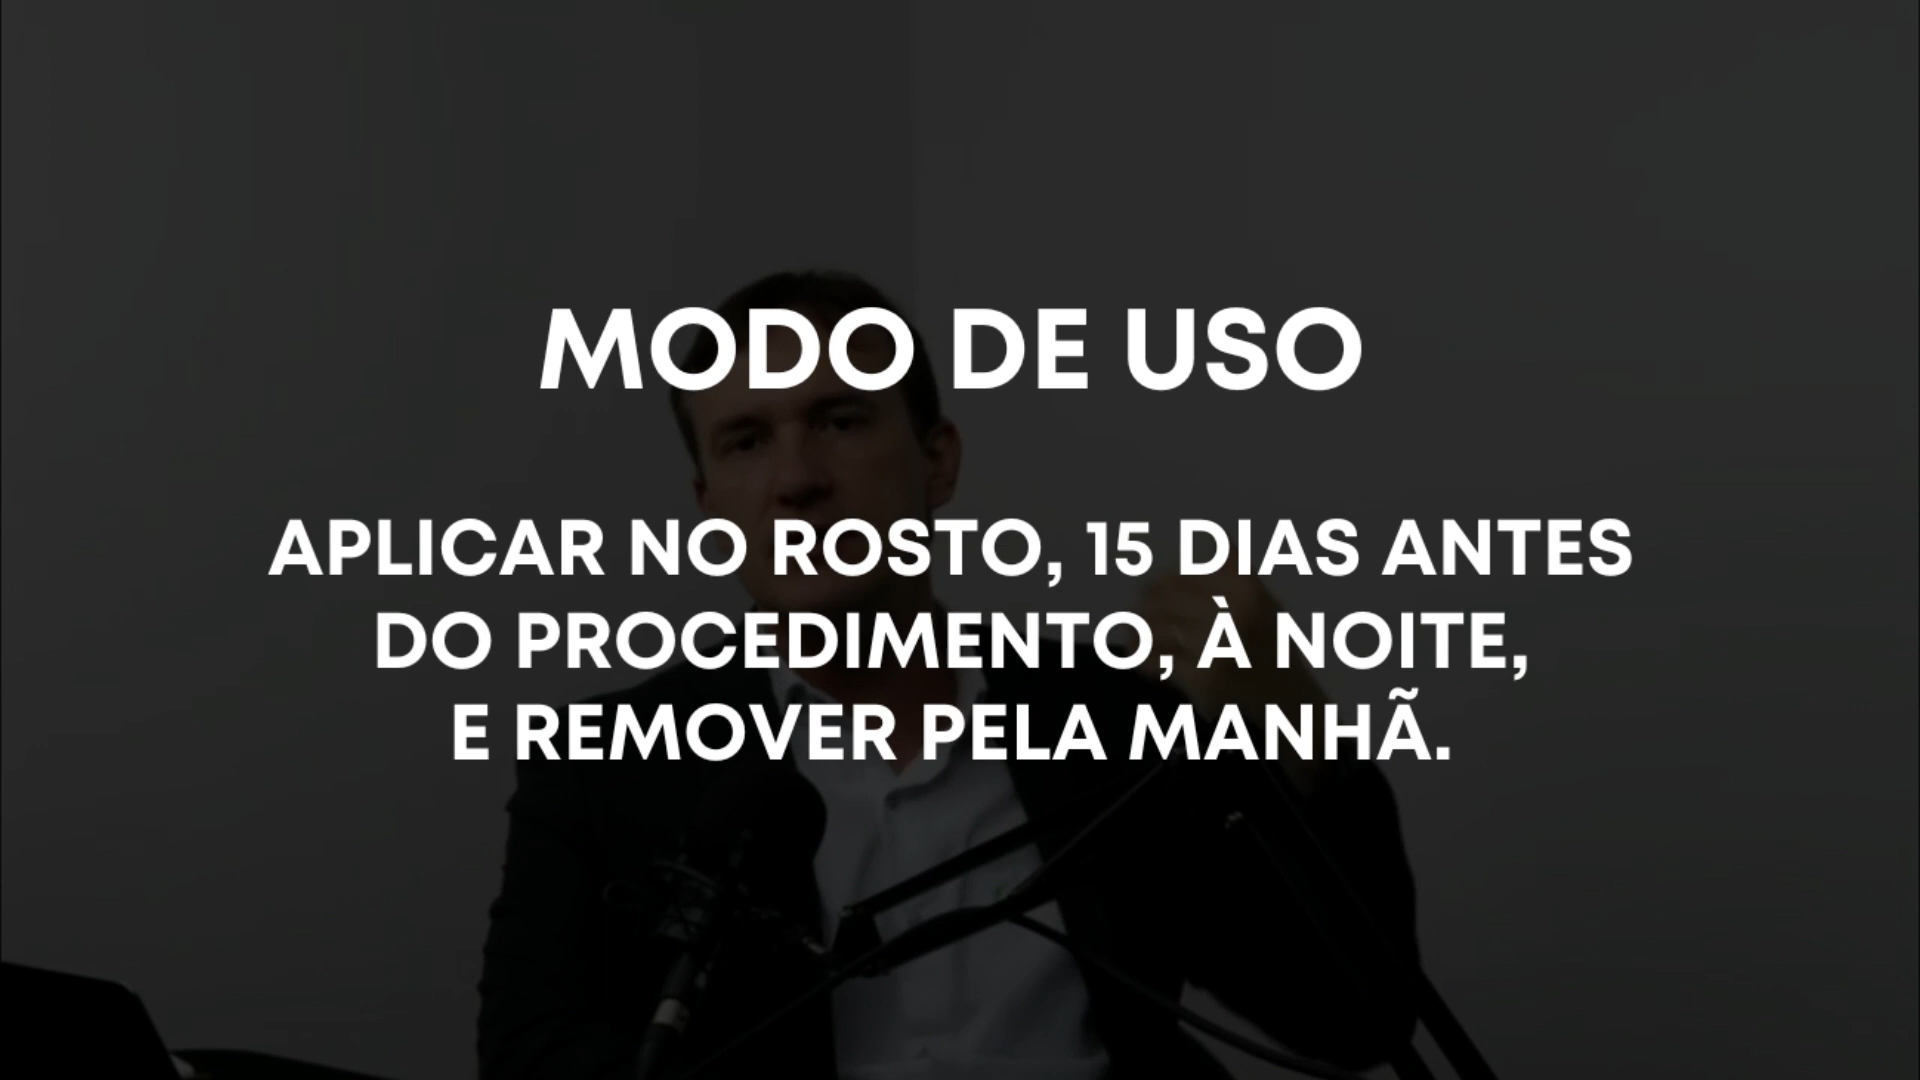 MODO DE USO
APLICAR NO ROSTO, 15 DIAS ANTES
DO PROCEDIMENTO, À NOITE,
E REMOVER PELA MANHÃ.